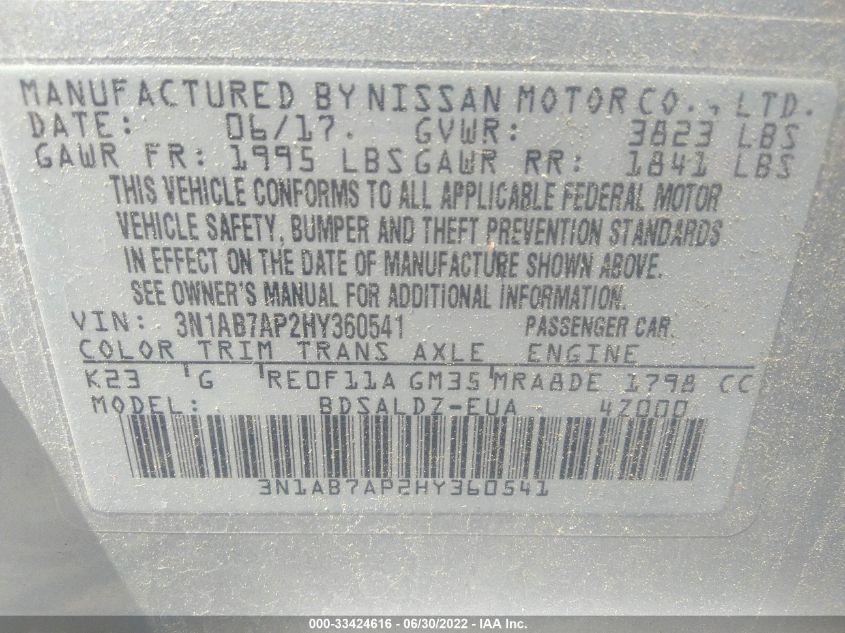 MANUFACTURED BY NISSAN MOTOR CO., LTD.
DATE: 06/17. GVWR: 3823 LBS
GAWR FR: 1995 LBS GAWR RR: 1841 LBS
THIS VEHICLE CONFORMS TO ALL APPLICABLE FEDERAL MOTOR
VEHICLE SAFETY, BUMPER AND THEFT PREVENTION STANDARDS
IN EFFECT ON THE DATE OF MANUFACTURE SHOWN ABOVE.
SEE OWNER'S MANUAL FOR ADDITIONAL INFORMATION.
VIN: 3N1AB7AP2HY360541 PASSENGER CAR.
COLOR TRIM TRANS AXLE ENGINE
K23 G RE0F11A GM35 MRA8DE 1798 CC
MODEL: BDSALDZ-EUA 47000
3N1AB7AP2HY360541
000-33424616 - 06/30/2022 - IAA Inc.